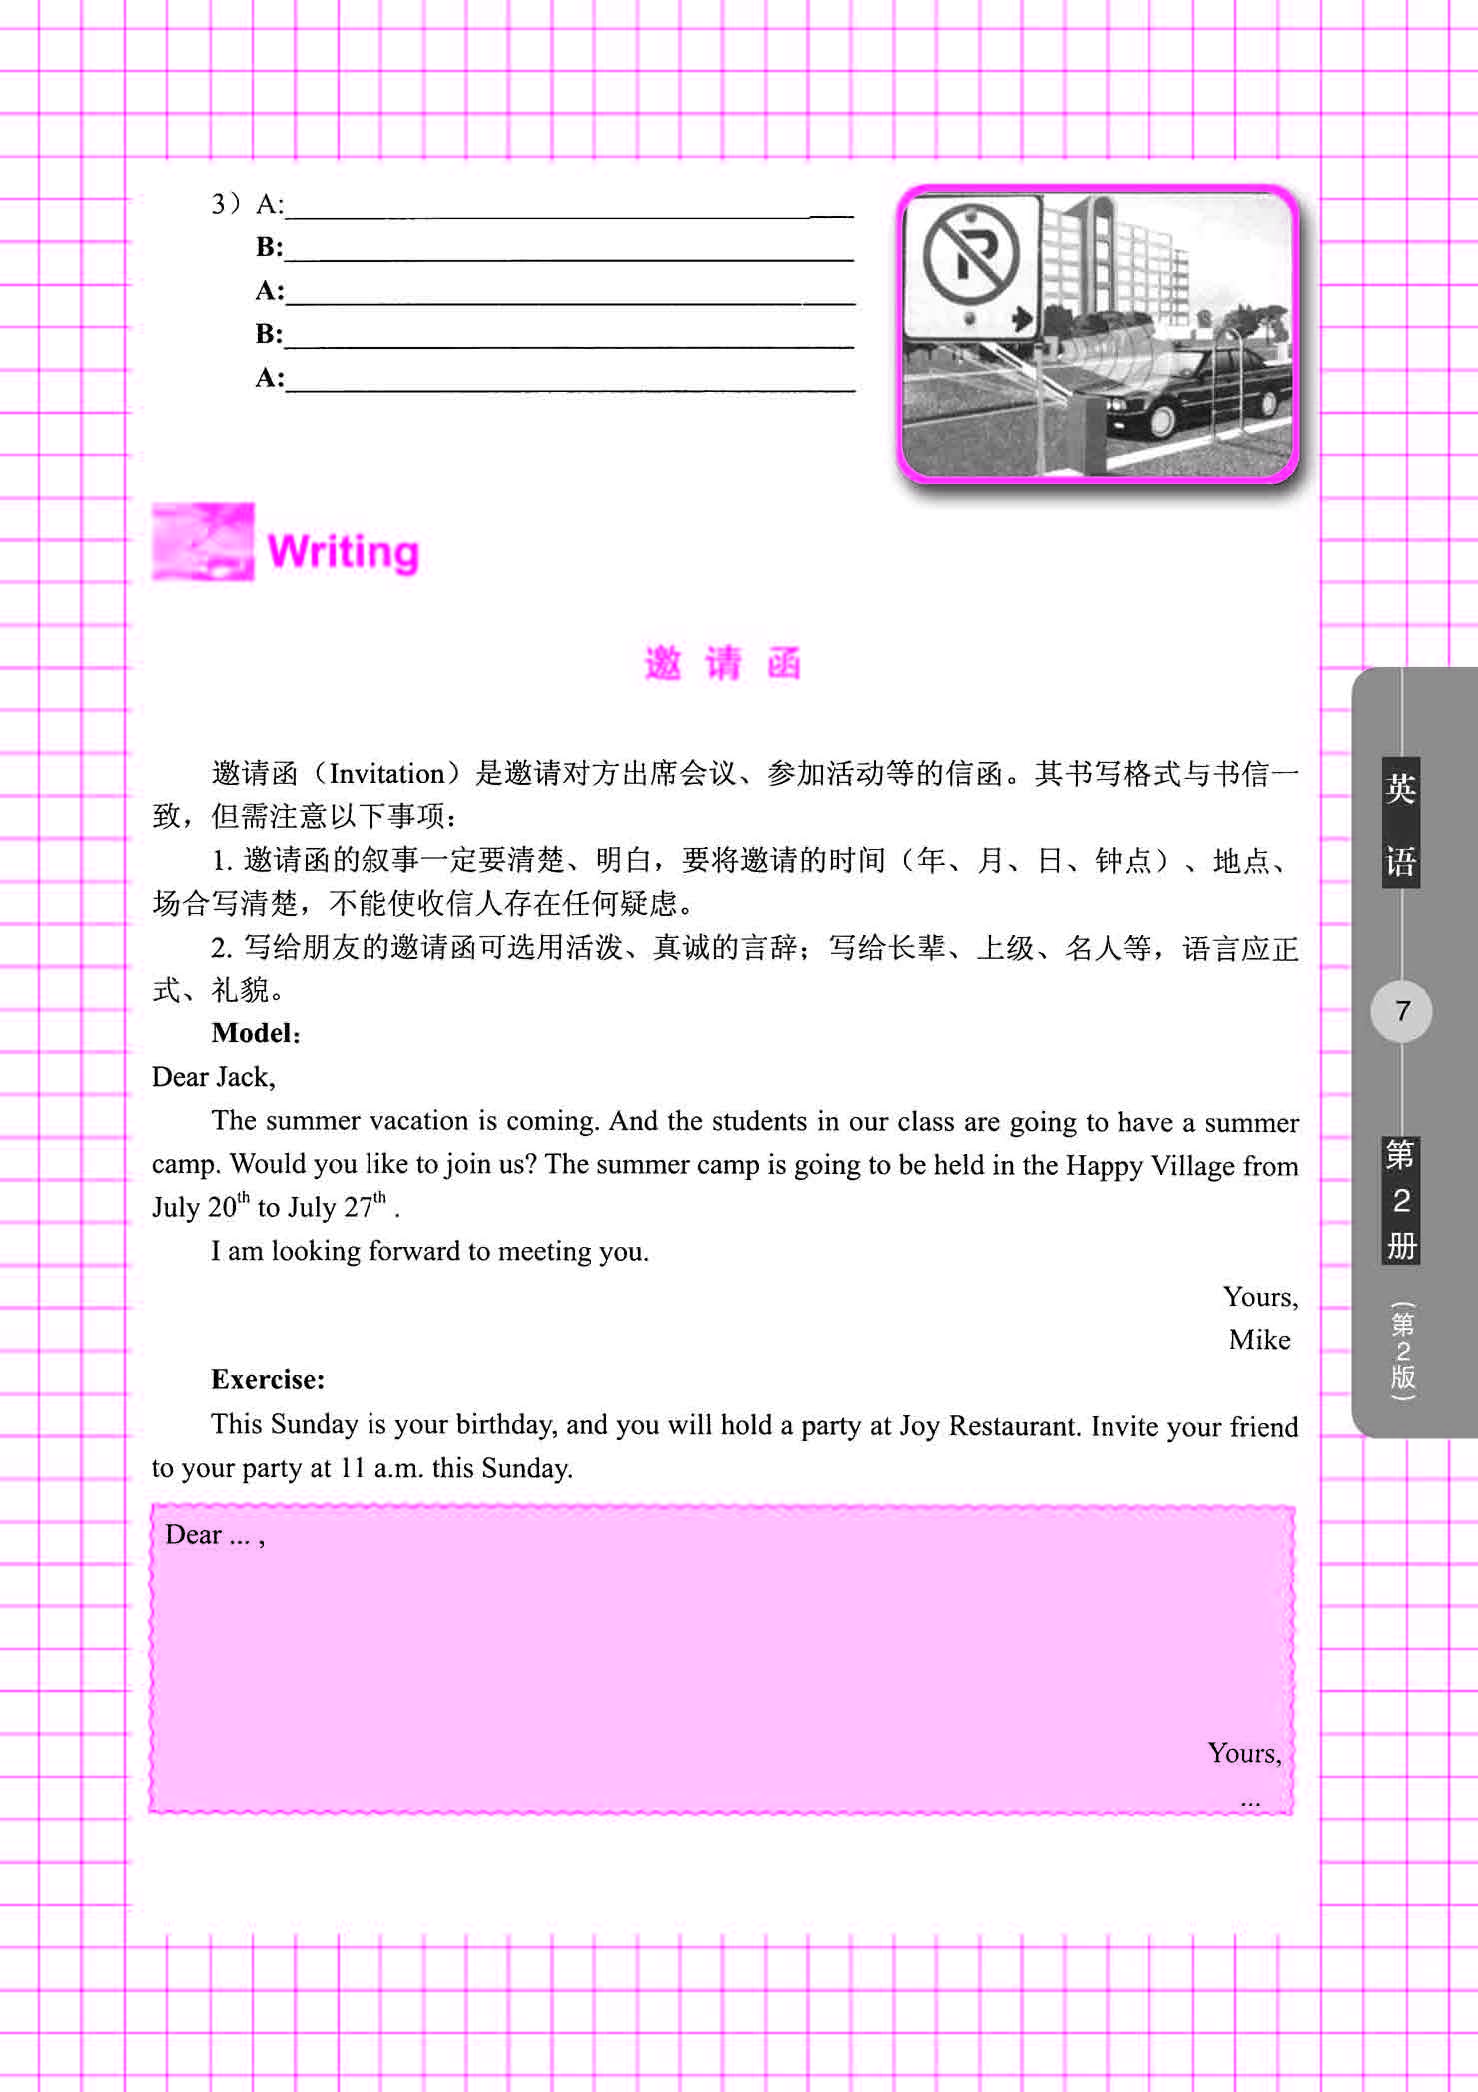 3）A:
B:
A:
B:
A:
P
Writing
邀请函
邀请函（Invitation）是邀请对方出席会议、参加活动等的信函。其书写格式与书信一
致，但需注意以下事项：
1. 邀请函的叙事一定要清楚、明白，要将邀请的时间（年、月、日、钟点）、地点、
场合写清楚，不能使收信人存在任何疑虑。
2. 写给朋友的邀请函可选用活泼、真诚的言辞；写给长辈、上级、名人等，语言应正
式、礼貌。
Model：
Dear Jack,
The summer vacation is coming. And the students in our class are going to have a summer
camp. Would you like to join us? The summer camp is going to be held in the Happy Village from
July 20th to July 27th .
I am looking forward to meeting you.
Yours,
Mike
Exercise:
This Sunday is your birthday, and you will hold a party at Joy Restaurant. Invite your friend
to your party at 11 a.m. this Sunday.
Dear ... ,
Yours,
...
英语
7
第2册
（第2版）